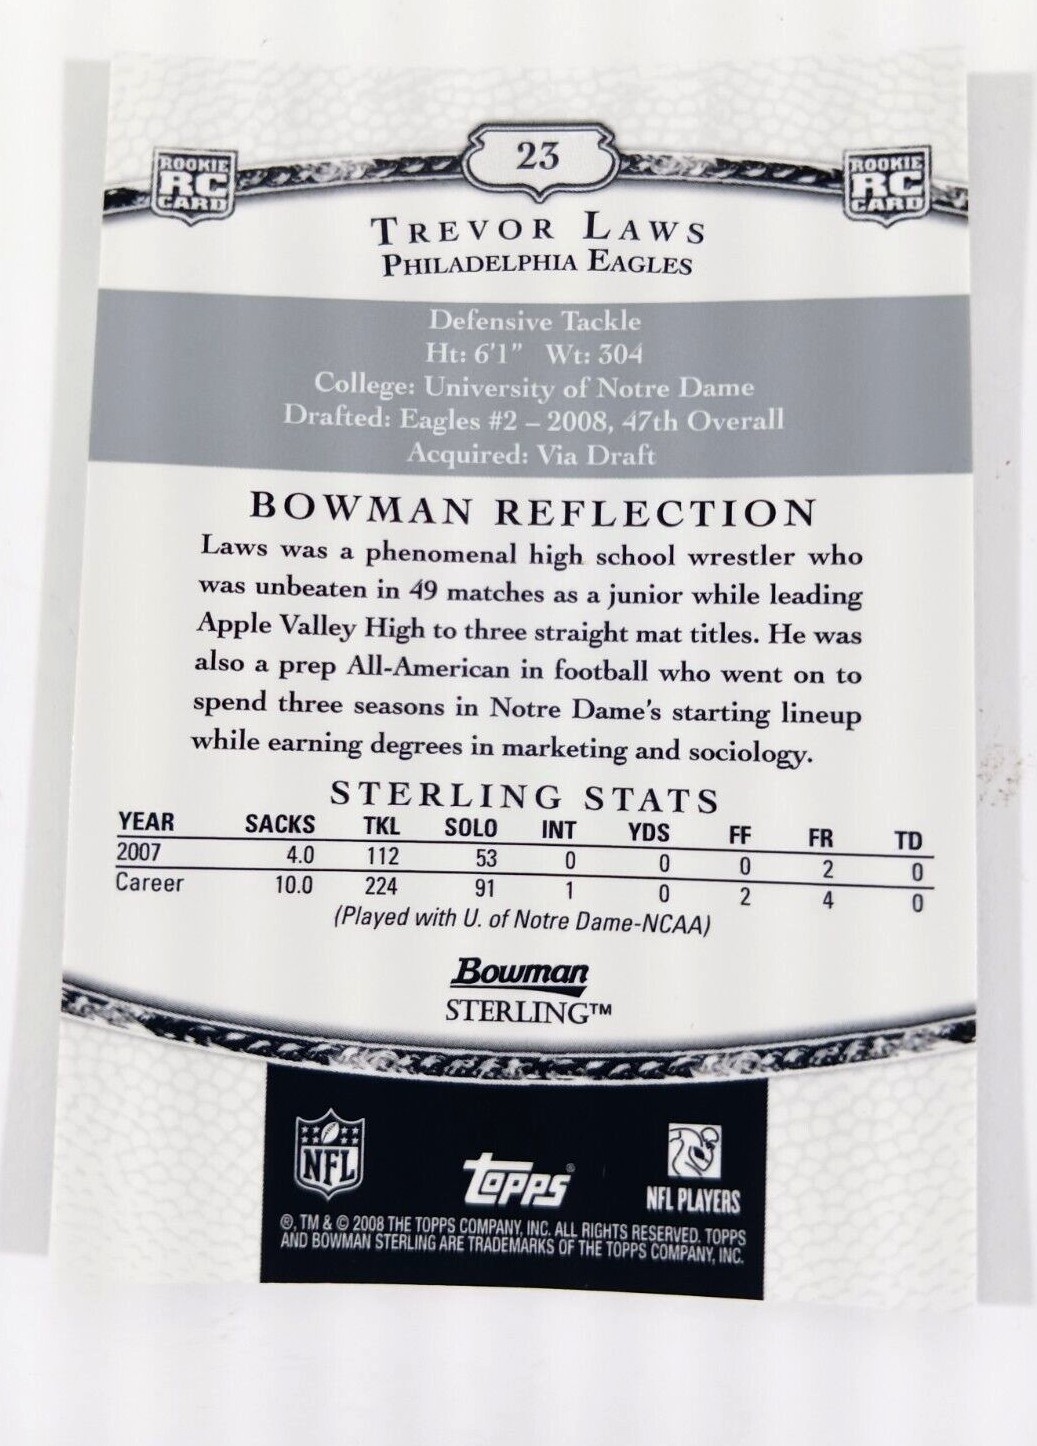 23
ROOKIE RC CARD
ROOKIE RC CARD
TREVOR LAWS
PHILADELPHIA EAGLES
Defensive Tackle
Ht: 6'1" Wt: 304
College: University of Notre Dame
Drafted: Eagles #2 – 2008, 47th Overall
Acquired: Via Draft
BOWMAN REFLECTION
Laws was a phenomenal high school wrestler who
was unbeaten in 49 matches as a junior while leading
Apple Valley High to three straight mat titles. He was
also a prep All-American in football who went on to
spend three seasons in Notre Dame's starting lineup
while earning degrees in marketing and sociology.
STERLING STATS
YEAR SACKS TKL SOLO INT YDS FF FR TD
2007 4.0 112 53 0 0 0 2 0
Career 10.0 224 91 1 0 2 4 0
(Played with U. of Notre Dame-NCAA)
Bowman
STERLING™
NFL
Topps®
NFL PLAYERS
®, TM & © 2008 THE TOPPS COMPANY, INC. ALL RIGHTS RESERVED. TOPPS
AND BOWMAN STERLING ARE TRADEMARKS OF THE TOPPS COMPANY, INC.